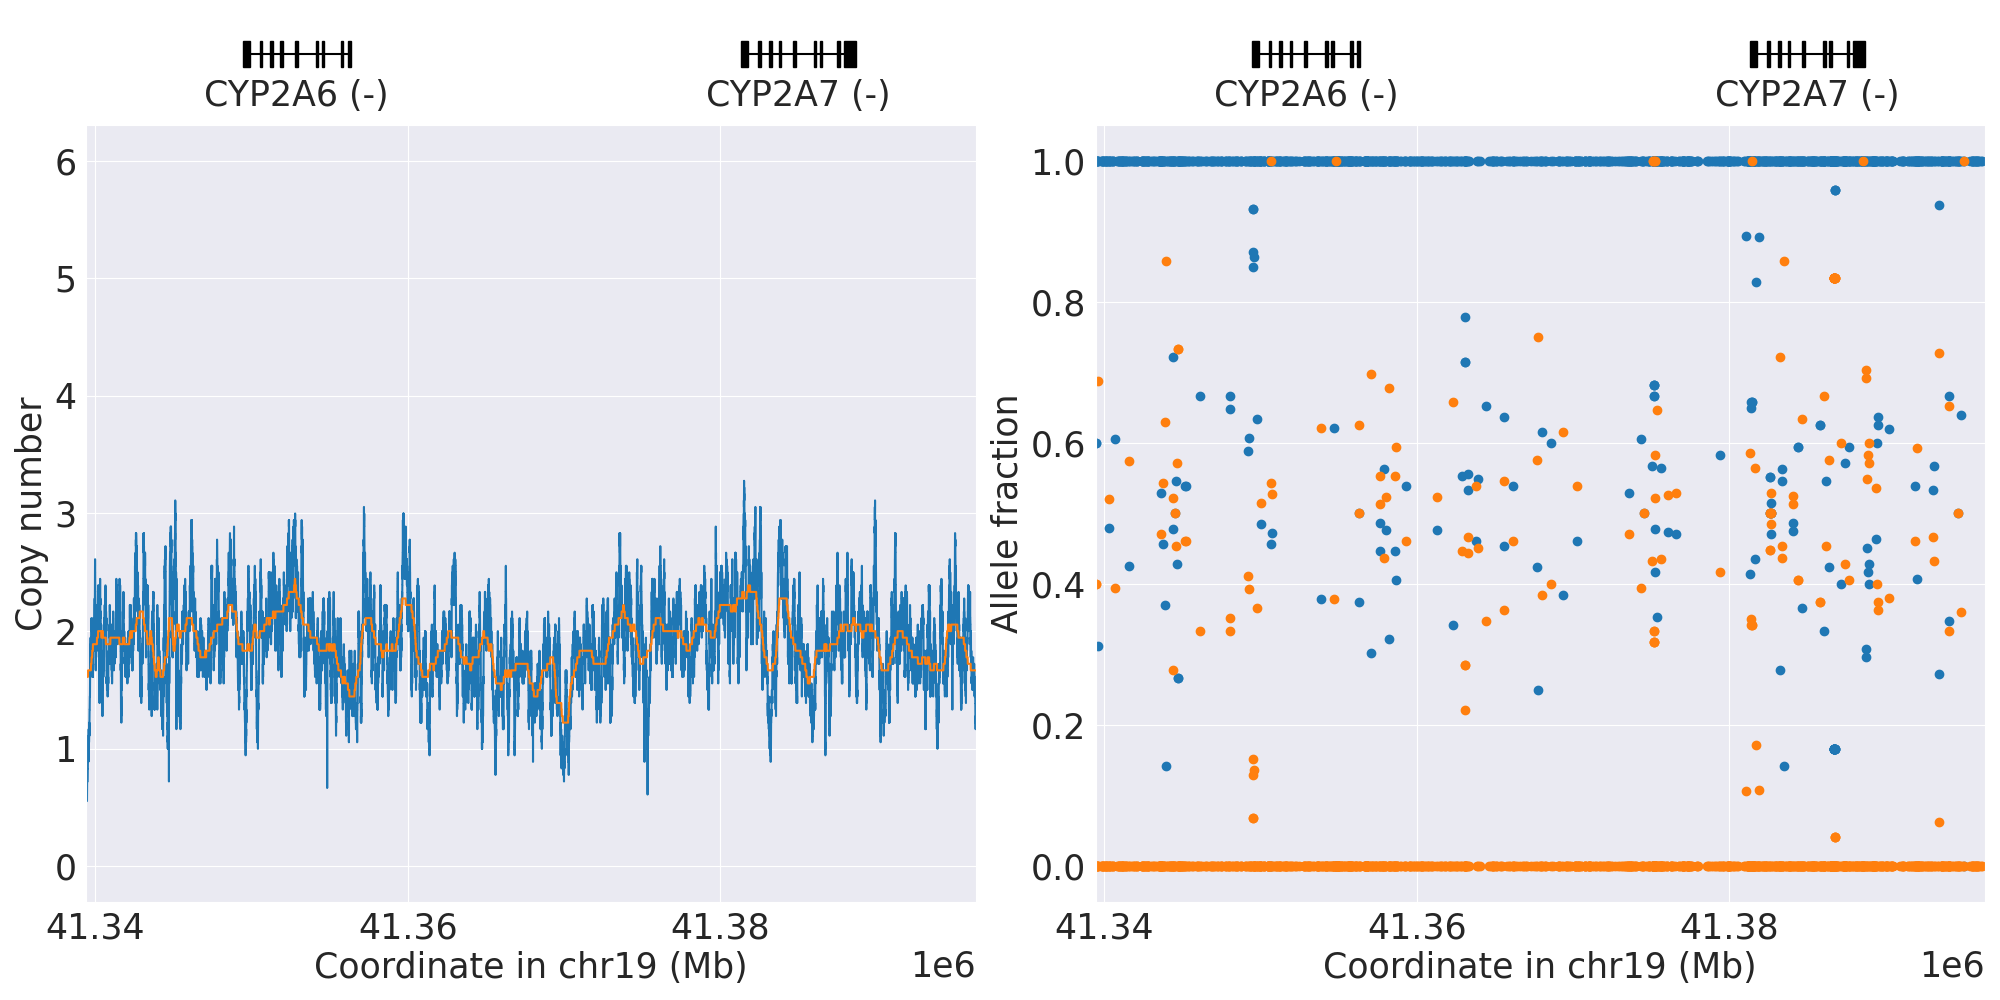 CYP2A6 (-)
CYP2A7 (-)
CYP2A6 (-)
CYP2A7 (-)
6
5
4
3
2
1
0
Copy number
41.34
41.36
41.38
Coordinate in chr19 (Mb)
1e6
1.0
0.8
0.6
0.4
0.2
0.0
Allele fraction
41.34
41.36
41.38
Coordinate in chr19 (Mb)
1e6